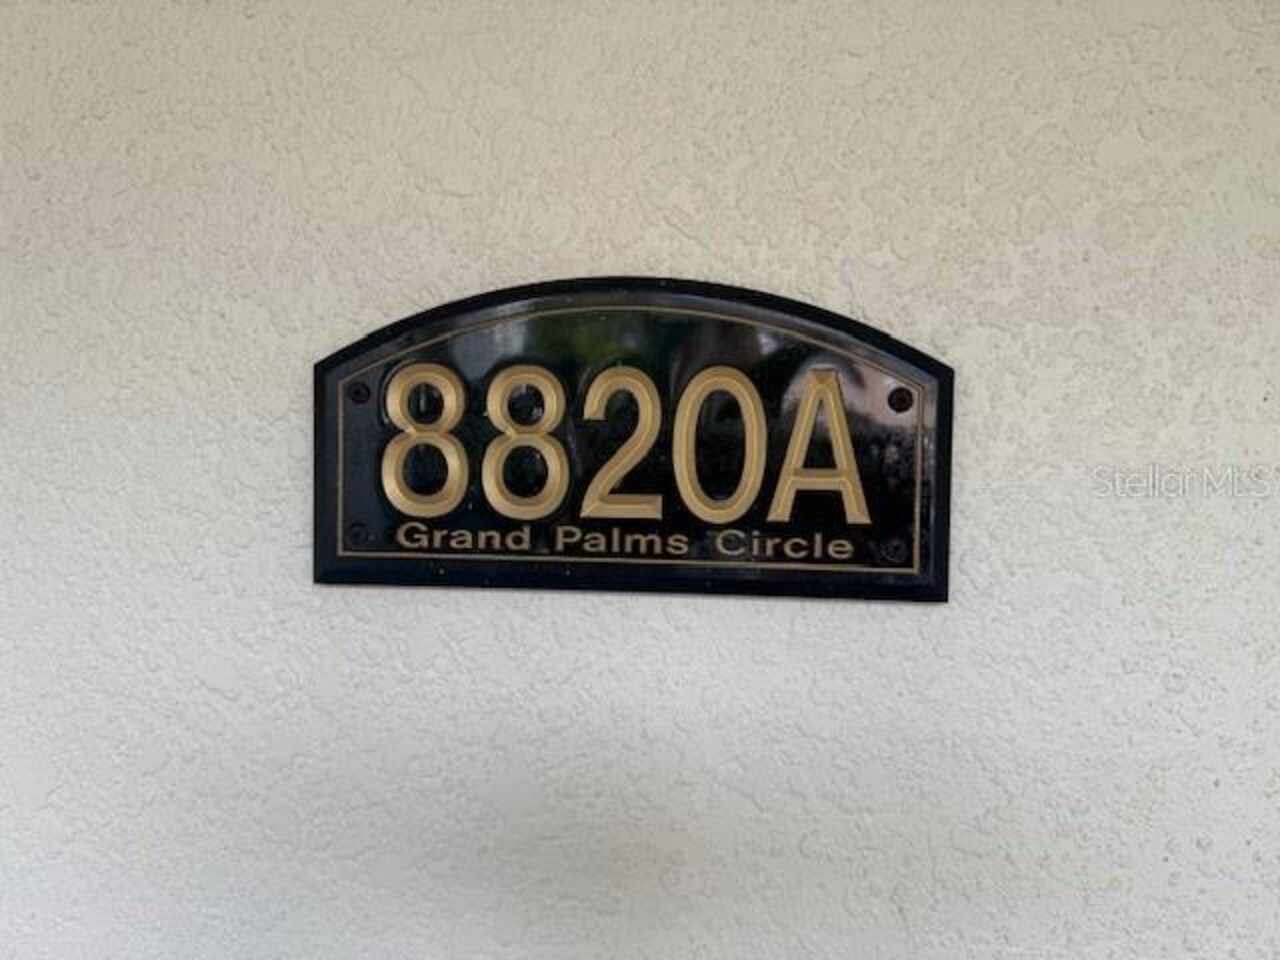 8820A
Grand Palms Circle
StellarMLS